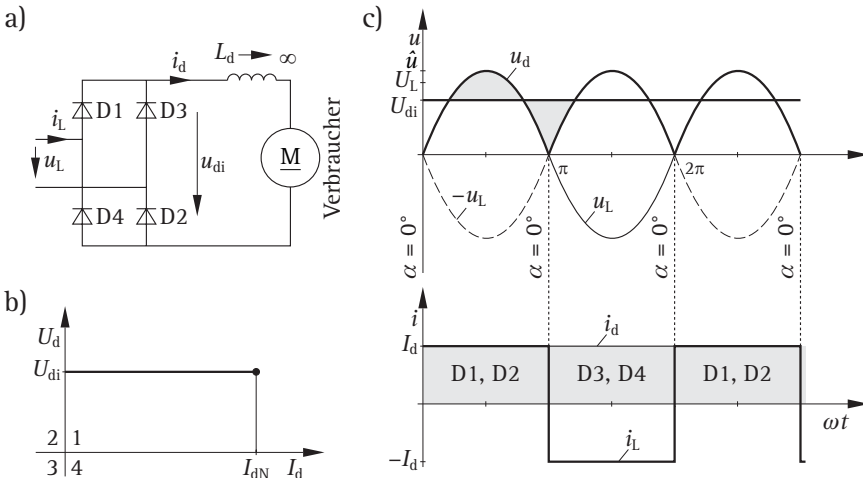 a)
L_d → ∞
i_d
D1
D3
i_L
u_L
u_di
M
Verbraucher
D4
D2
b)
U_d
U_di
2 1
3 4
I_dN
I_d
c)
u
û
U_L
U_di
u_d
π
2π
−u_L
u_L
α = 0°
α = 0°
α = 0°
α = 0°
i
I_d
i_d
D1, D2
D3, D4
D1, D2
ωt
−I_d
i_L